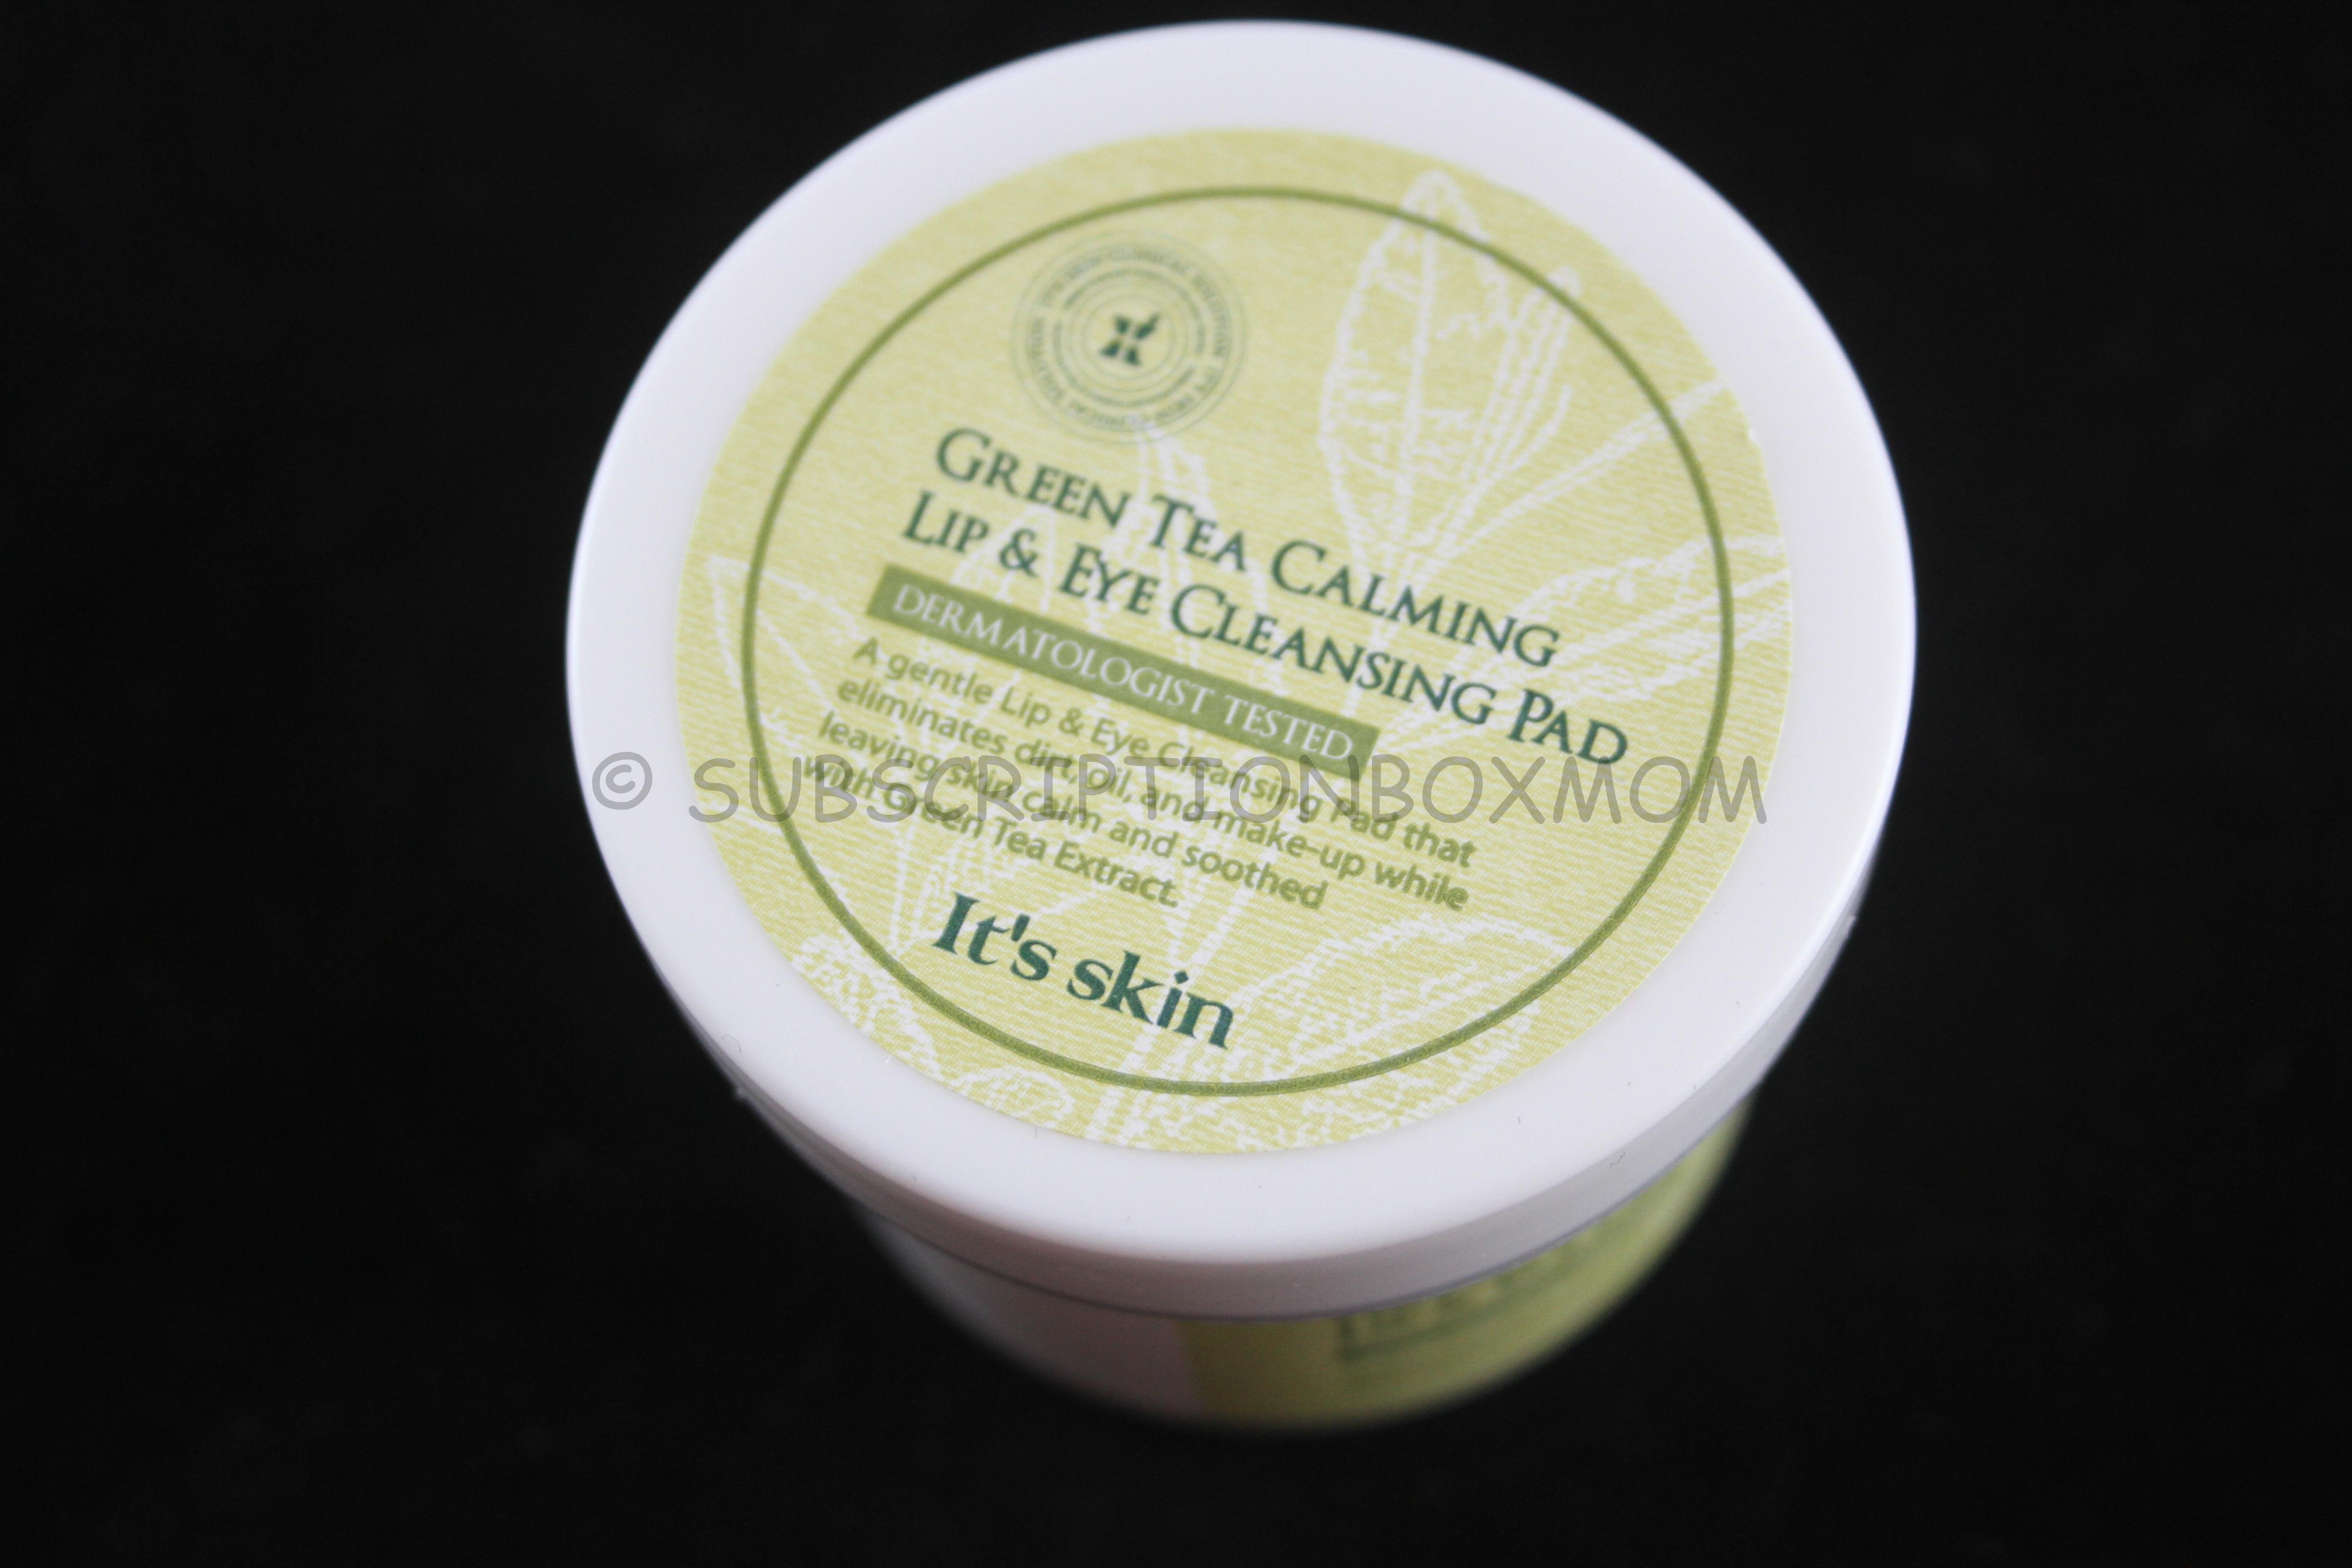 GREEN TEA CALMING
LIP & EYE CLEANSING PAD
DERMATOLOGIST TESTED
A gentle Lip & Eye Cleansing Pad that
eliminates dirt, oil, and make-up while
leaving skin calm and soothed
with Green Tea Extract.
It's skin
© SUBSCRIPTIONBOXMOM